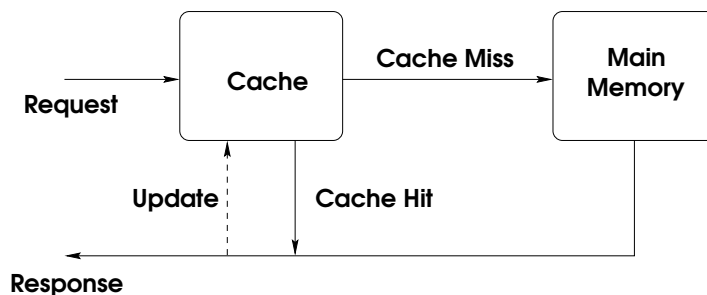 Cache Miss
Main
Memory
Cache
Request
Update
Cache Hit
Response